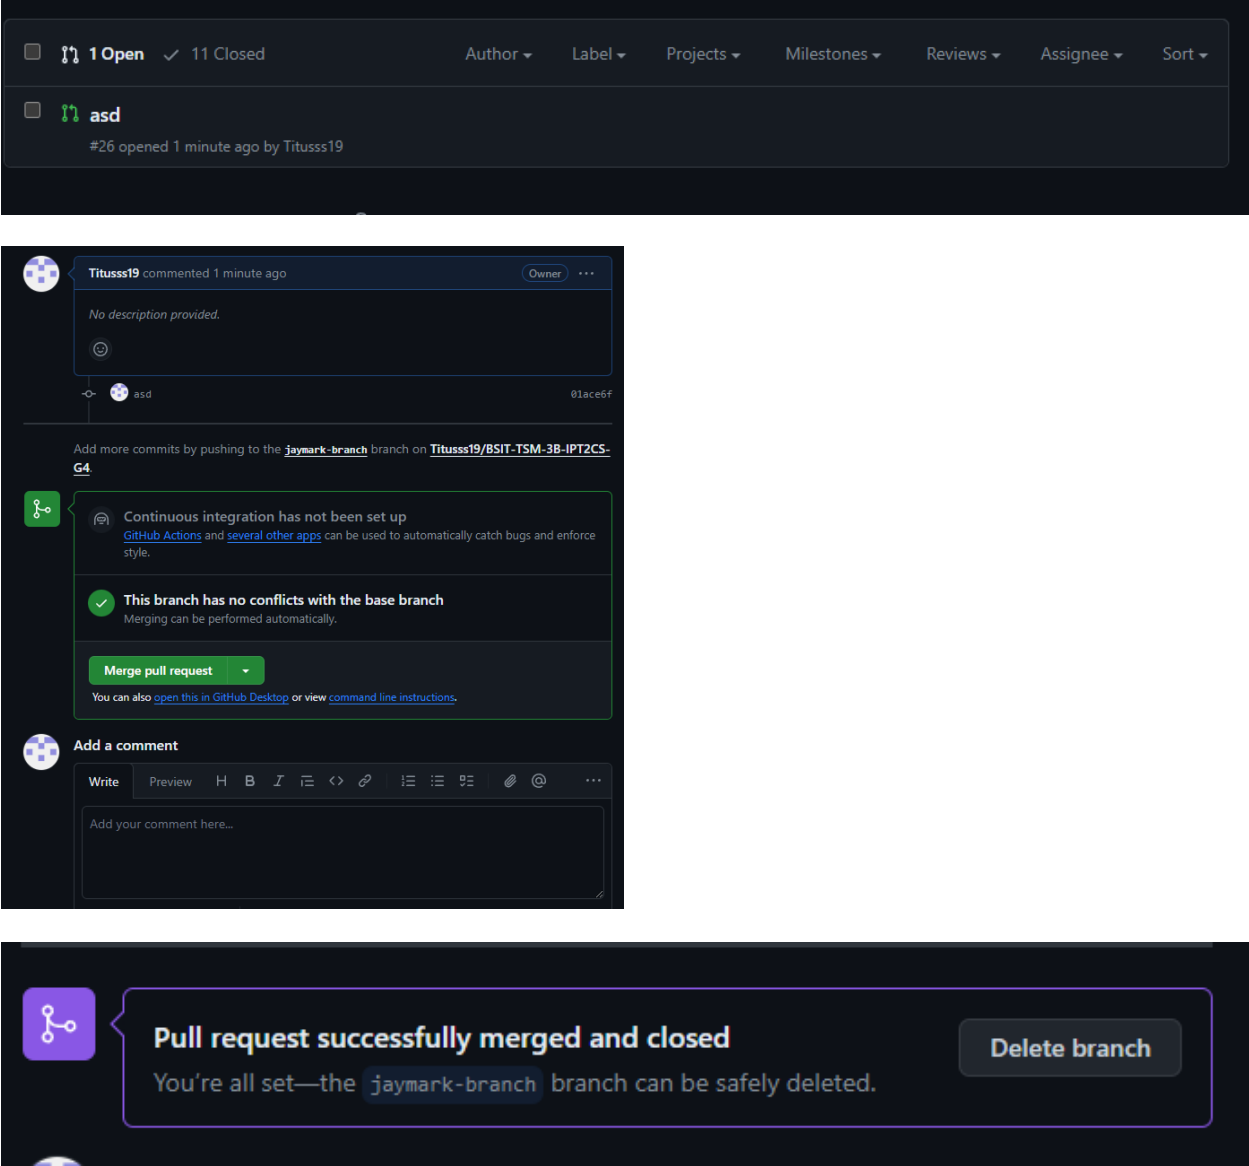 1 Open 11 Closed Author Label Projects Milestones Reviews Assignee Sort
asd
#26 opened 1 minute ago by Titusss19
Titusss19 commented 1 minute ago Owner
No description provided.
asd 01ace6f
Add more commits by pushing to the jaymark-branch branch on Titusss19/BSIT-TSM-3B-IPT2CS-
G4.
Continuous integration has not been set up
GitHub Actions and several other apps can be used to automatically catch bugs and enforce
style.
This branch has no conflicts with the base branch
Merging can be performed automatically.
Merge pull request
You can also open this in GitHub Desktop or view command line instructions.
Add a comment
Write Preview H B I
Add your comment here...
Pull request successfully merged and closed
Delete branch
You're all set—the jaymark-branch branch can be safely deleted.